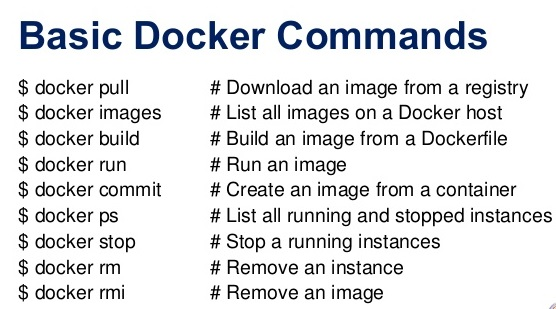 Basic Docker Commands
$ docker pull # Download an image from a registry
$ docker images # List all images on a Docker host
$ docker build # Build an image from a Dockerfile
$ docker run # Run an image
$ docker commit # Create an image from a container
$ docker ps # List all running and stopped instances
$ docker stop # Stop a running instances
$ docker rm # Remove an instance
$ docker rmi # Remove an image